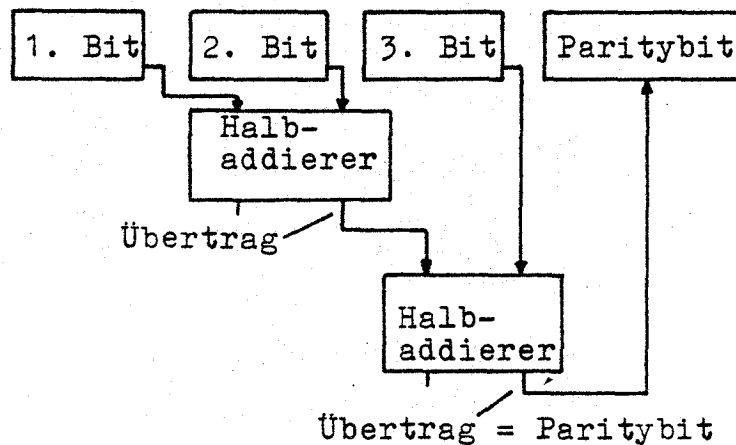 1. Bit 2. Bit 3. Bit Paritybit
Halb-
addierer
Übertrag
Halb-
addierer
Übertrag = Paritybit